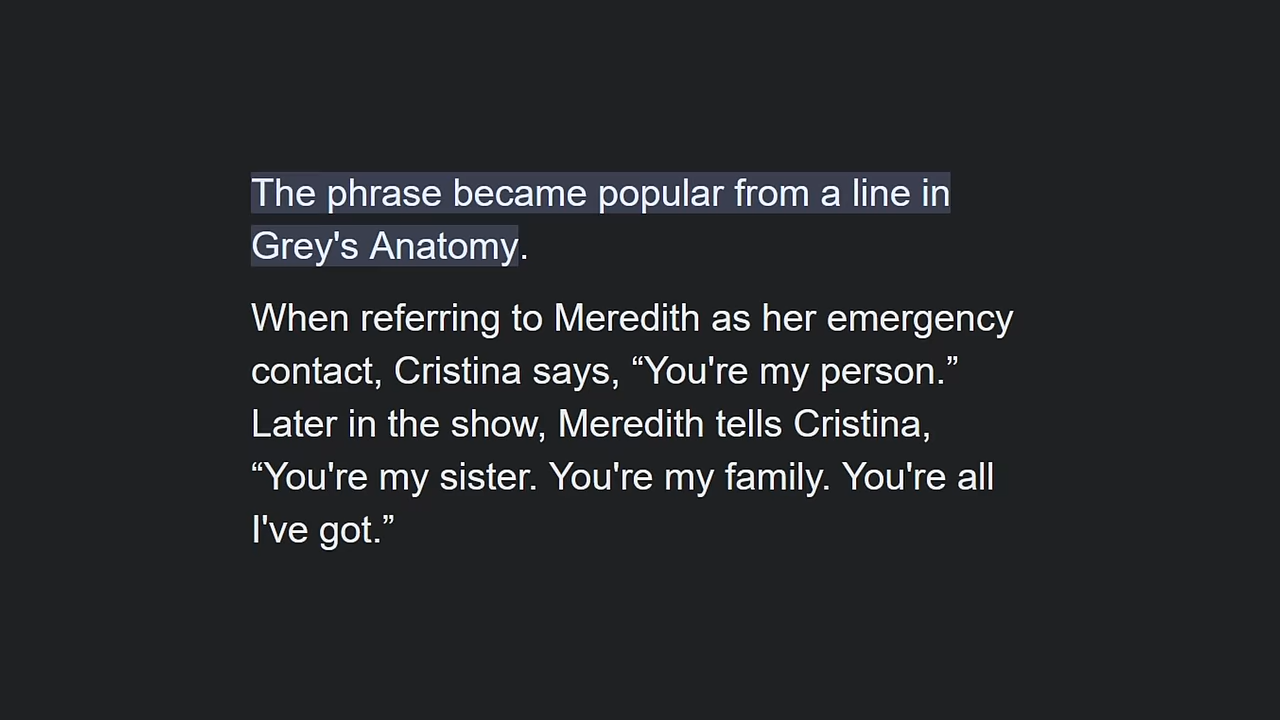 The phrase became popular from a line in
Grey's Anatomy.
When referring to Meredith as her emergency
contact, Cristina says, “You're my person.”
Later in the show, Meredith tells Cristina,
“You're my sister. You're my family. You're all
I've got.”